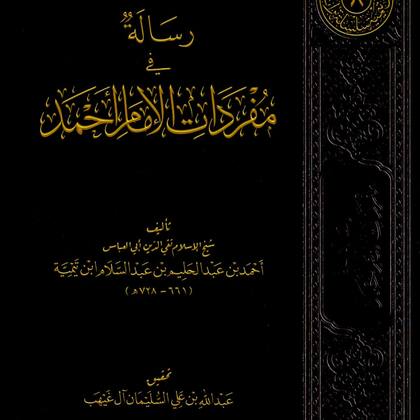 رسالة
في
مفردات الإمام أحمد
تأليف
شيخ الإسلام تقي الدين أبي العباس
أحمد بن عبد الحليم بن عبد السلام ابن تيمية
(٦٦١ - ٧٢٨ هـ)
تحقيق
عبد الله بن علي السليمان آل غيهب